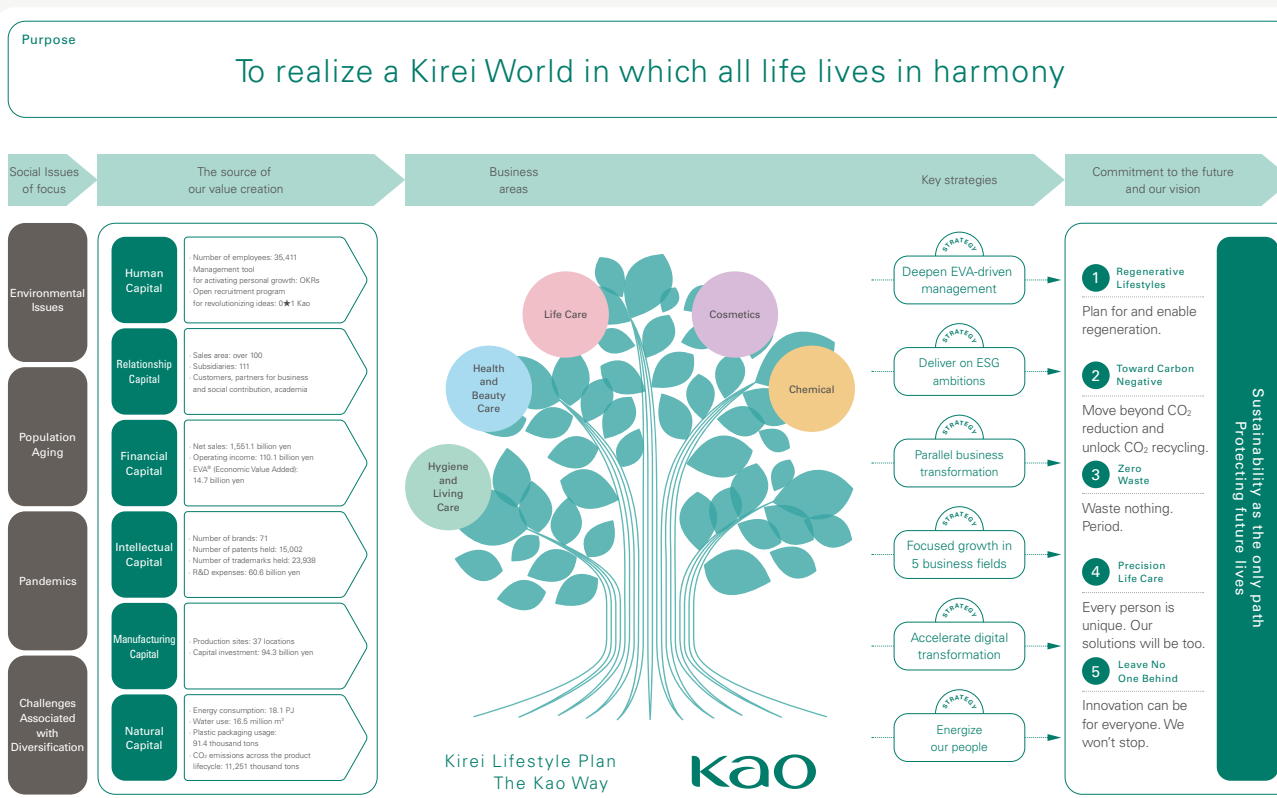 Purpose
To realize a Kirei World in which all life lives in harmony
Social Issues
of focus
The source of
our value creation
Business
areas
Key strategies
Commitment to the future
and our vision
Environmental
Issues
Population
Aging
Pandemics
Challenges
Associated
with
Diversification
Human
Capital
· Number of employees: 35,411
· Management tool
for activating personal growth: OKRs
· Open recruitment program
for revolutionizing ideas: 0★1 Kao
Relationship
Capital
· Sales area: over 100
· Subsidiaries: 111
· Customers, partners for business
and social contribution, academia
Financial
Capital
· Net sales: 1,551.1 billion yen
· Operating income: 110.1 billion yen
· EVA® (Economic Value Added):
14.7 billion yen
Intellectual
Capital
· Number of brands: 71
· Number of patents held: 15,002
· Number of trademarks held: 23,938
· R&D expenses: 60.6 billion yen
Manufacturing
Capital
· Production sites: 37 locations
· Capital investment: 94.3 billion yen
Natural
Capital
· Energy consumption: 18.1 PJ
· Water use: 16.5 million m³
· Plastic packaging usage:
91.4 thousand tons
· CO₂ emissions across the product
lifecycle: 11,251 thousand tons
Life Care
Cosmetics
Health
and
Beauty
Care
Chemical
Hygiene
and
Living
Care
Kirei Lifestyle Plan
The Kao Way
Kao
STRATEGY
Deepen EVA-driven
management
STRATEGY
Deliver on ESG
ambitions
STRATEGY
Parallel business
transformation
STRATEGY
Focused growth in
5 business fields
STRATEGY
Accelerate digital
transformation
STRATEGY
Energize
our people
1 Regenerative
Lifestyles
Plan for and enable
regeneration.
2 Toward Carbon
Negative
Move beyond CO₂
reduction and
unlock CO₂ recycling.
3 Zero
Waste
Waste nothing.
Period.
4 Precision
Life Care
Every person is
unique. Our
solutions will be too.
5 Leave No
One Behind
Innovation can be
for everyone. We
won't stop.
Sustainability as the only path
Protecting future lives